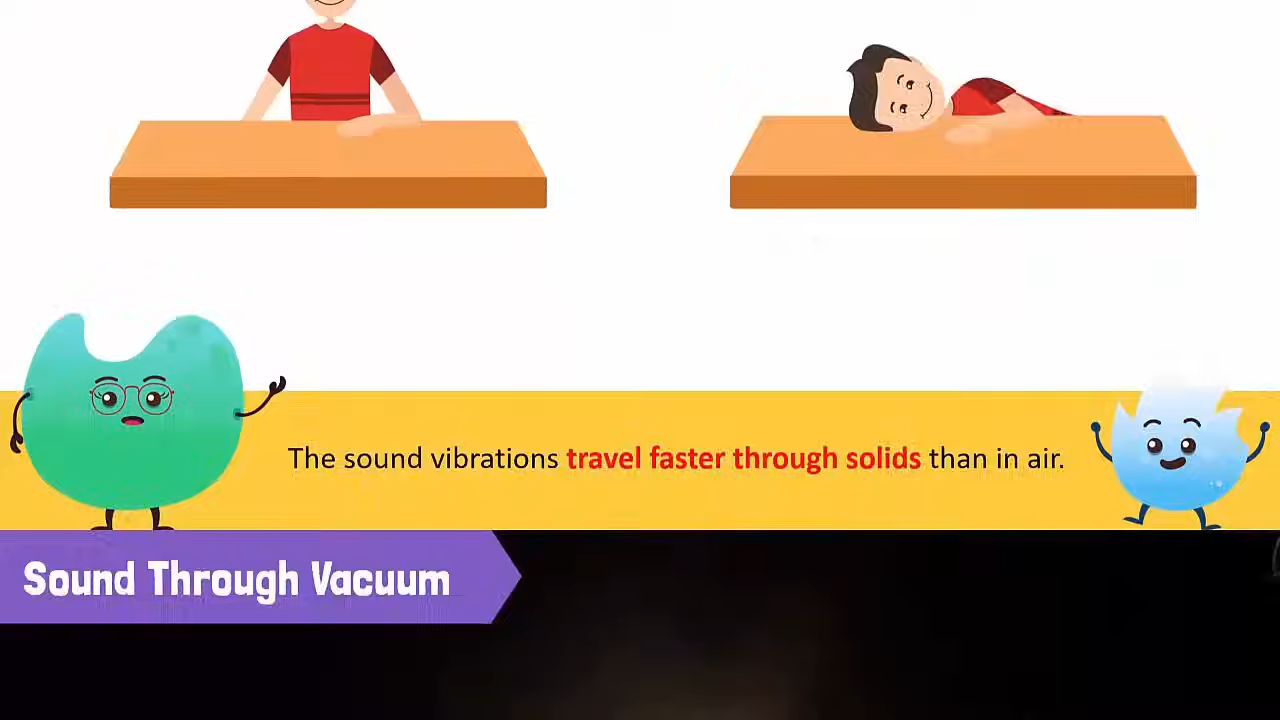 The sound vibrations travel faster through solids than in air.
Sound Through Vacuum